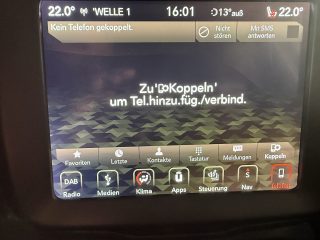 22.0° 'WELLE 1 16:01 13°auß 22.0°
Kein Telefon gekoppelt.
Nicht stören
Mit SMS antworten
Zu 'Koppeln'
um Tel.hinzu.füg./verbind.
Favoriten Letzte Kontakte Tastatur Meldungen Koppeln
DAB
Radio Medien Klima Apps Steuerung Nav
S